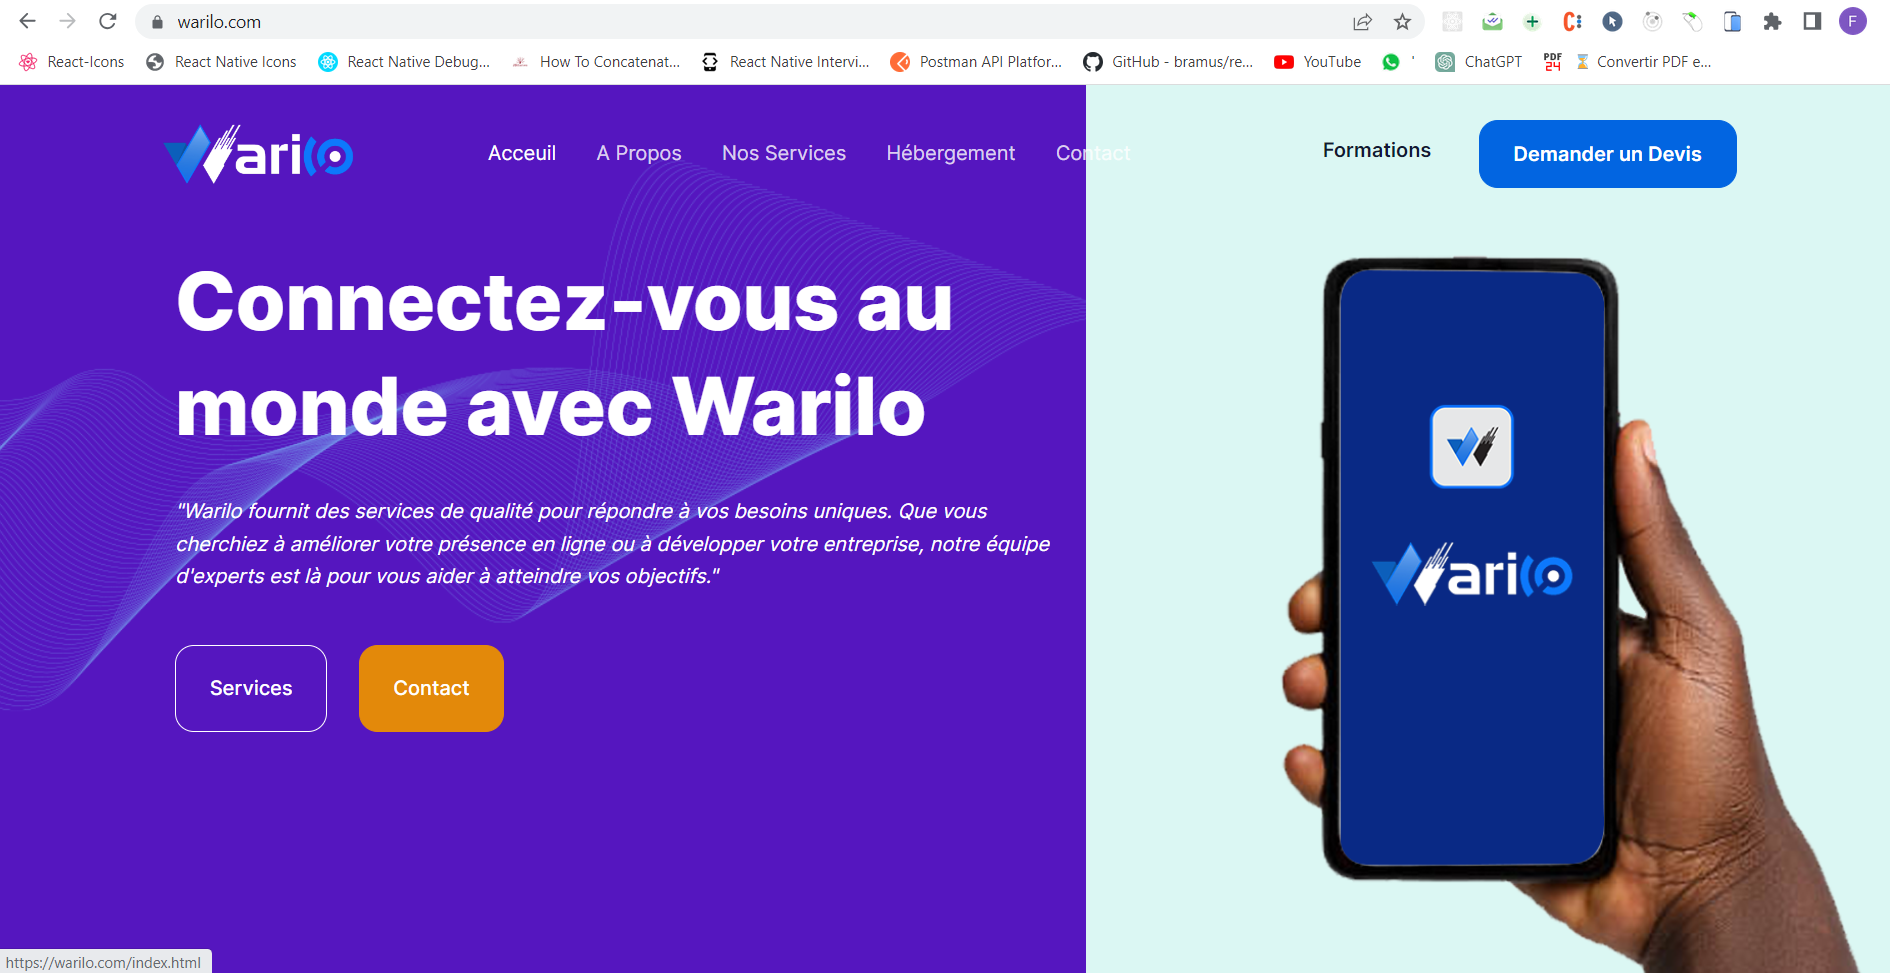 warilo.com
F
React-Icons
React Native Icons
React Native Debug...
How To Concatenat...
React Native Intervi...
Postman API Platfor...
GitHub - bramus/re...
YouTube
'
ChatGPT
PDF
24
Convertir PDF e...
Warilo
Acceuil
A Propos
Nos Services
Hébergement
Contact
Formations
Demander un Devis
Connectez-vous au
monde avec Warilo
"Warilo fournit des services de qualité pour répondre à vos besoins uniques. Que vous
cherchiez à améliorer votre présence en ligne ou à développer votre entreprise, notre équipe
d'experts est là pour vous aider à atteindre vos objectifs."
Services
Contact
W
Warilo
https://warilo.com/index.html